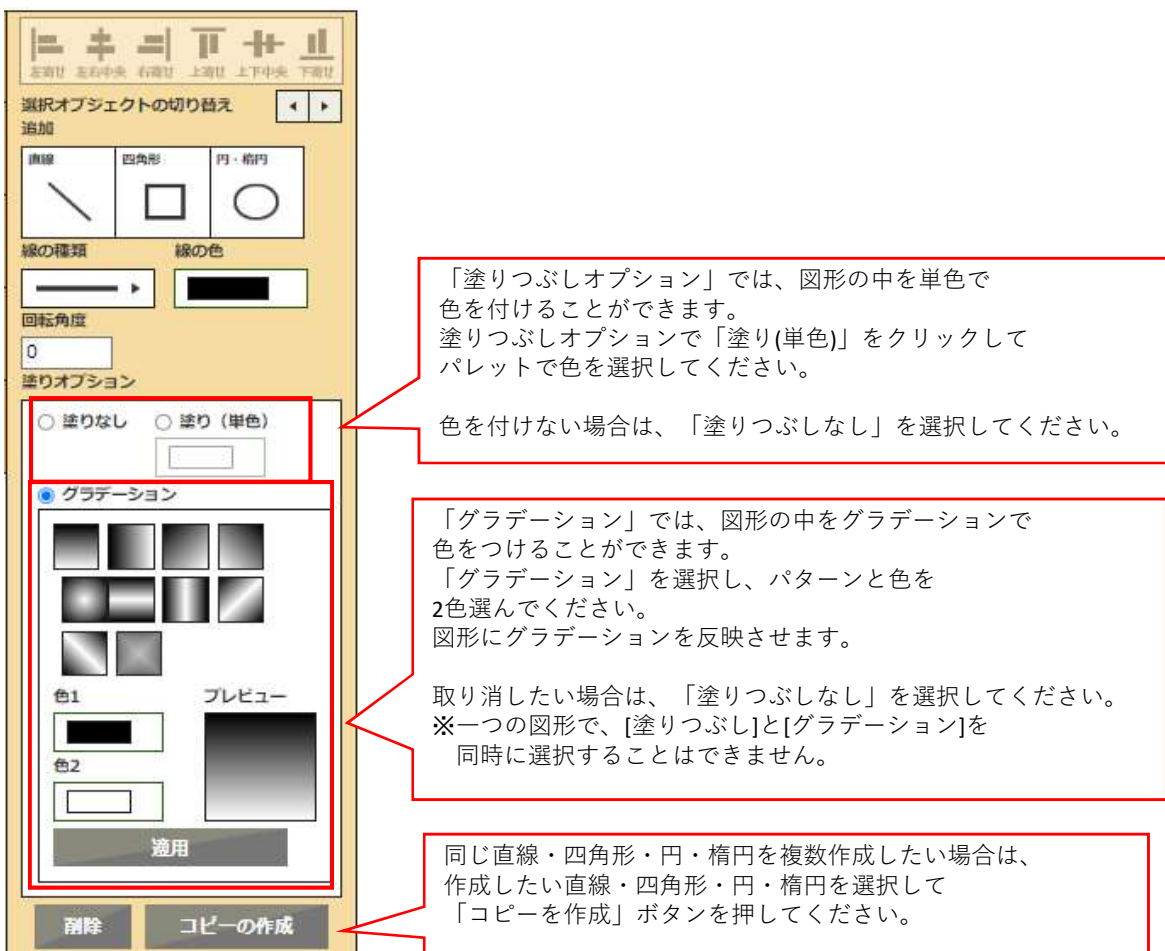 左寄せ 左右中央 右寄せ 上寄せ 上下中央 下寄せ
選択オブジェクトの切り替え
追加
直線 四角形 円・楕円
線の種類 線の色
回転角度
0
塗りオプション
塗りなし 塗り（単色）
グラデーション
色1 プレビュー
色2
適用
削除 コピーの作成
「塗りつぶしオプション」では、図形の中を単色で
色を付けることができます。
塗りつぶしオプションで「塗り(単色)」をクリックして
パレットで色を選択してください。
色を付けない場合は、「塗りつぶしなし」を選択してください。
「グラデーション」では、図形の中をグラデーションで
色をつけることができます。
「グラデーション」を選択し、パターンと色を
2色選んでください。
図形にグラデーションを反映させます。
取り消したい場合は、「塗りつぶしなし」を選択してください。
※一つの図形で、[塗りつぶし]と[グラデーション]を
同時に選択することはできません。
同じ直線・四角形・円・楕円を複数作成したい場合は、
作成したい直線・四角形・円・楕円を選択して
「コピーを作成」ボタンを押してください。